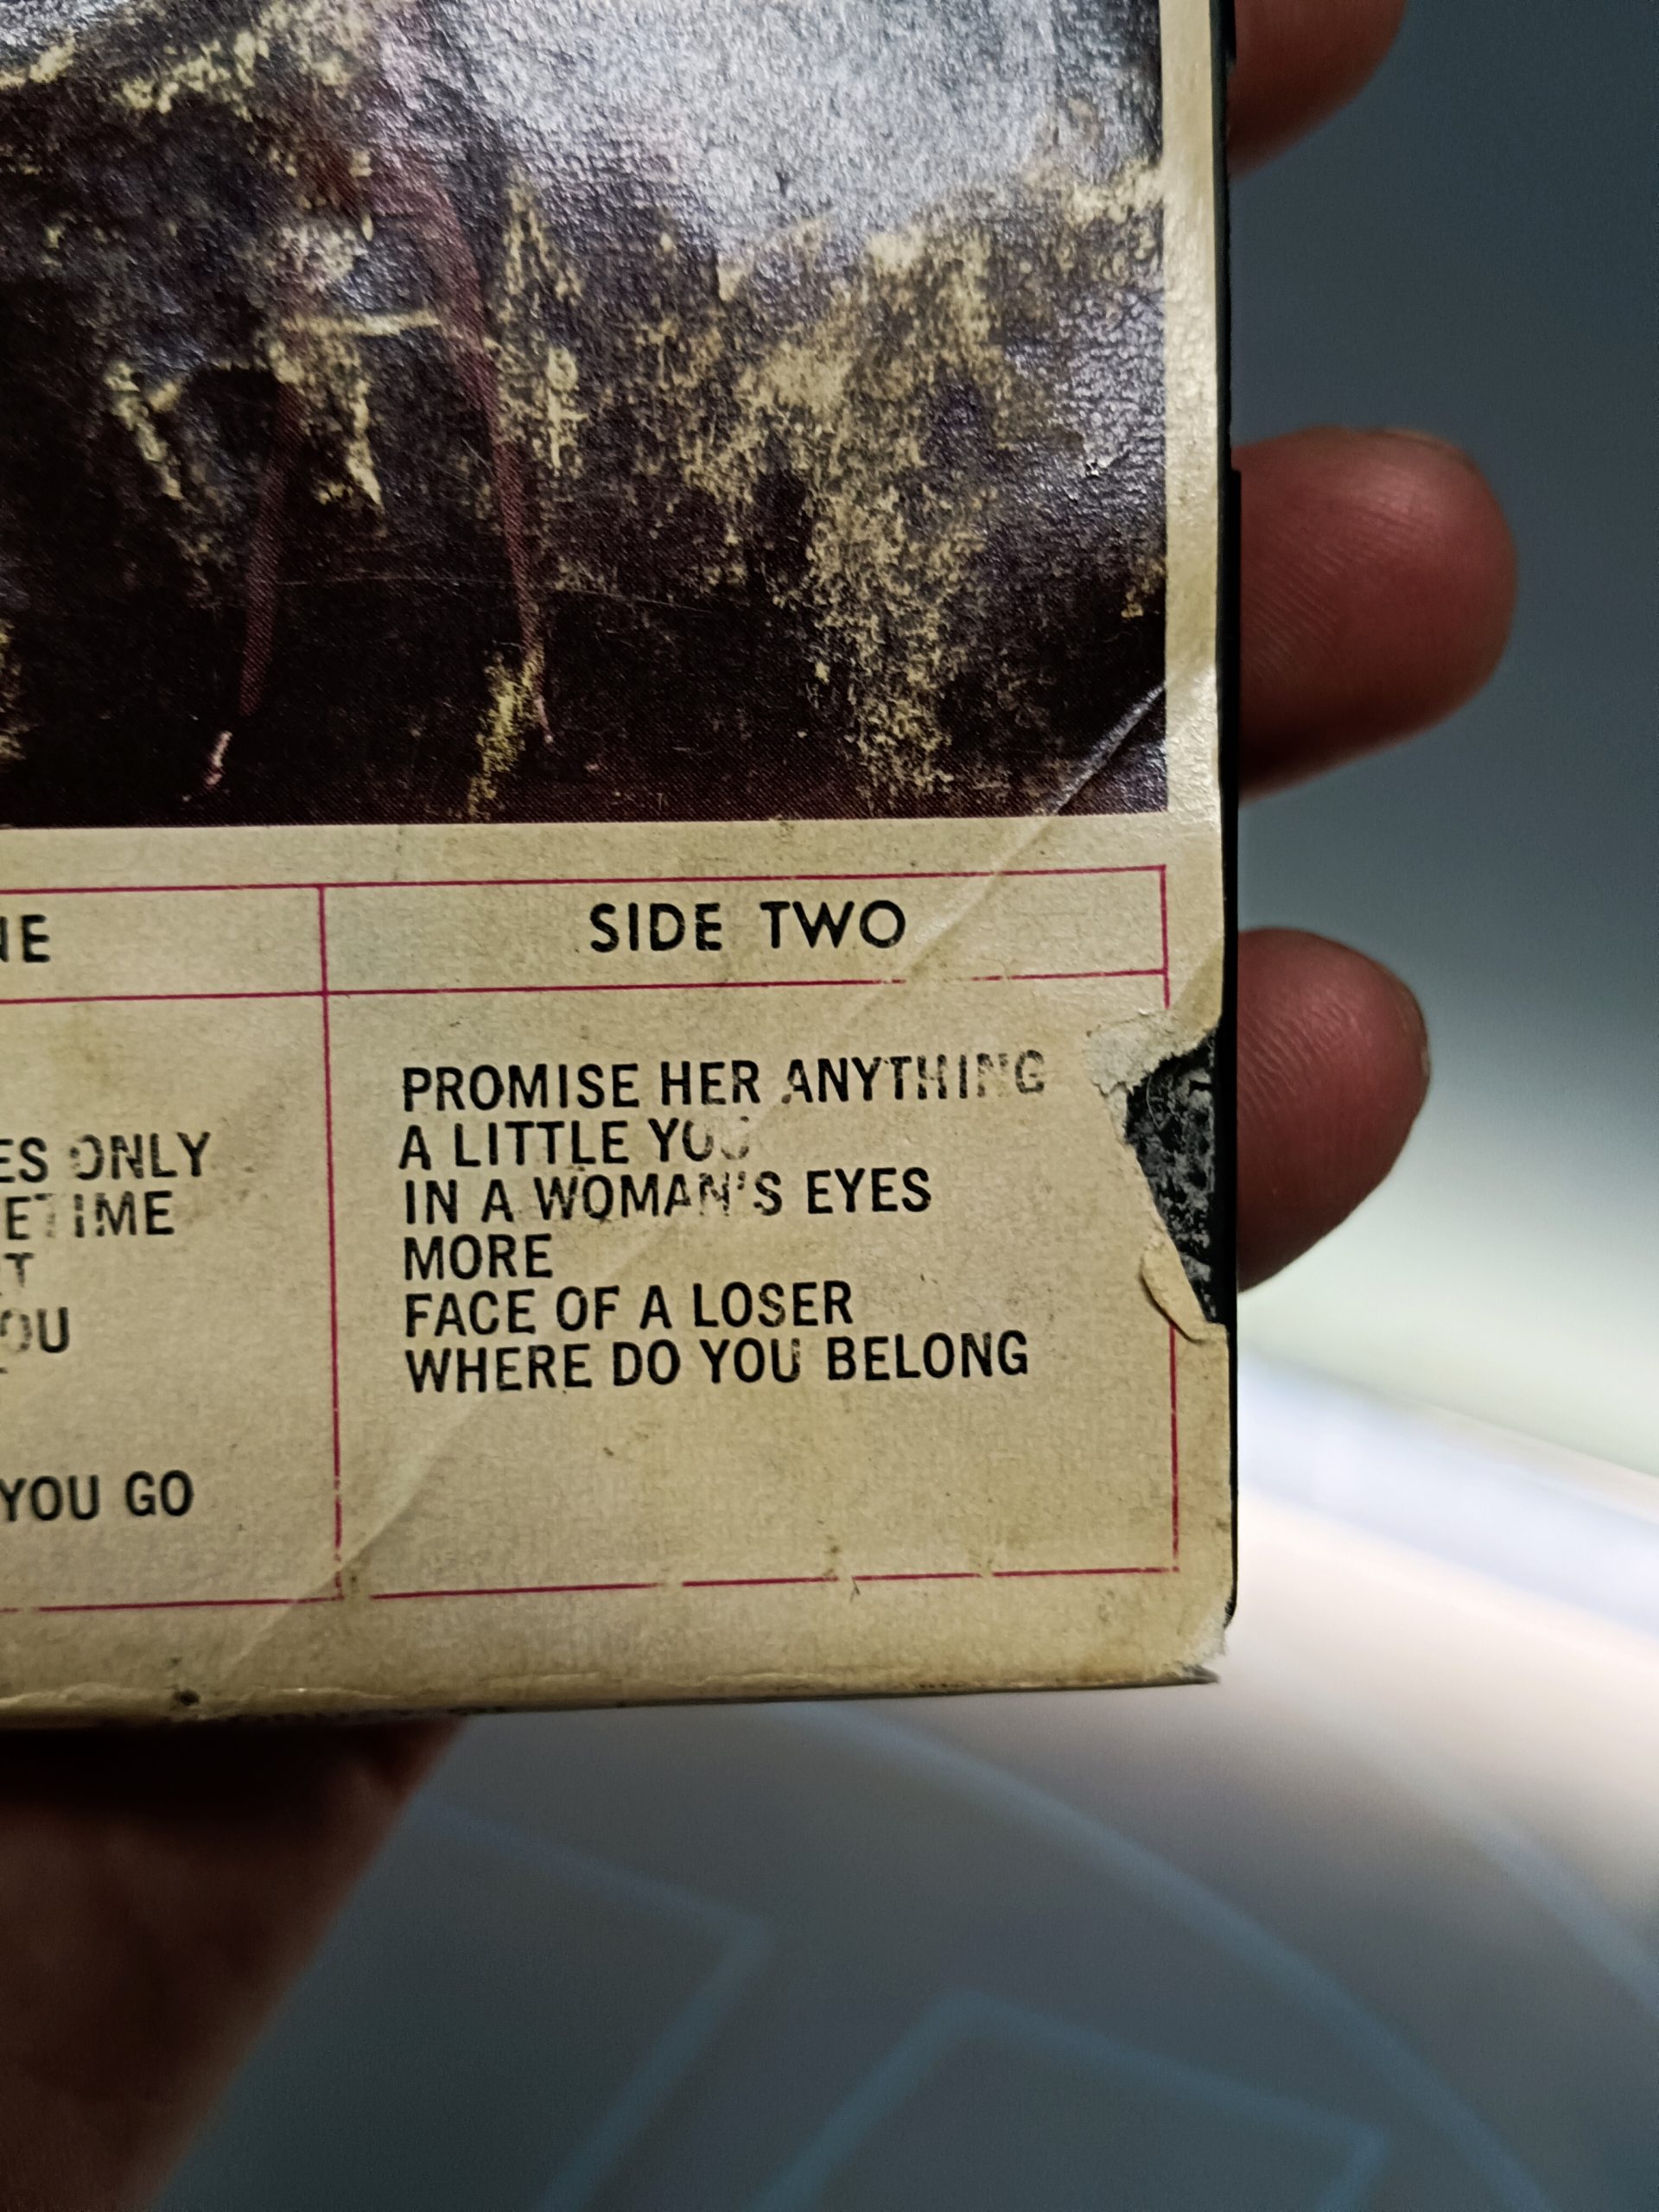 NE
SIDE TWO
ES ONLY
ETIME
T
OU
YOU GO
PROMISE HER ANYTHING
A LITTLE YOU
IN A WOMAN'S EYES
MORE
FACE OF A LOSER
WHERE DO YOU BELONG